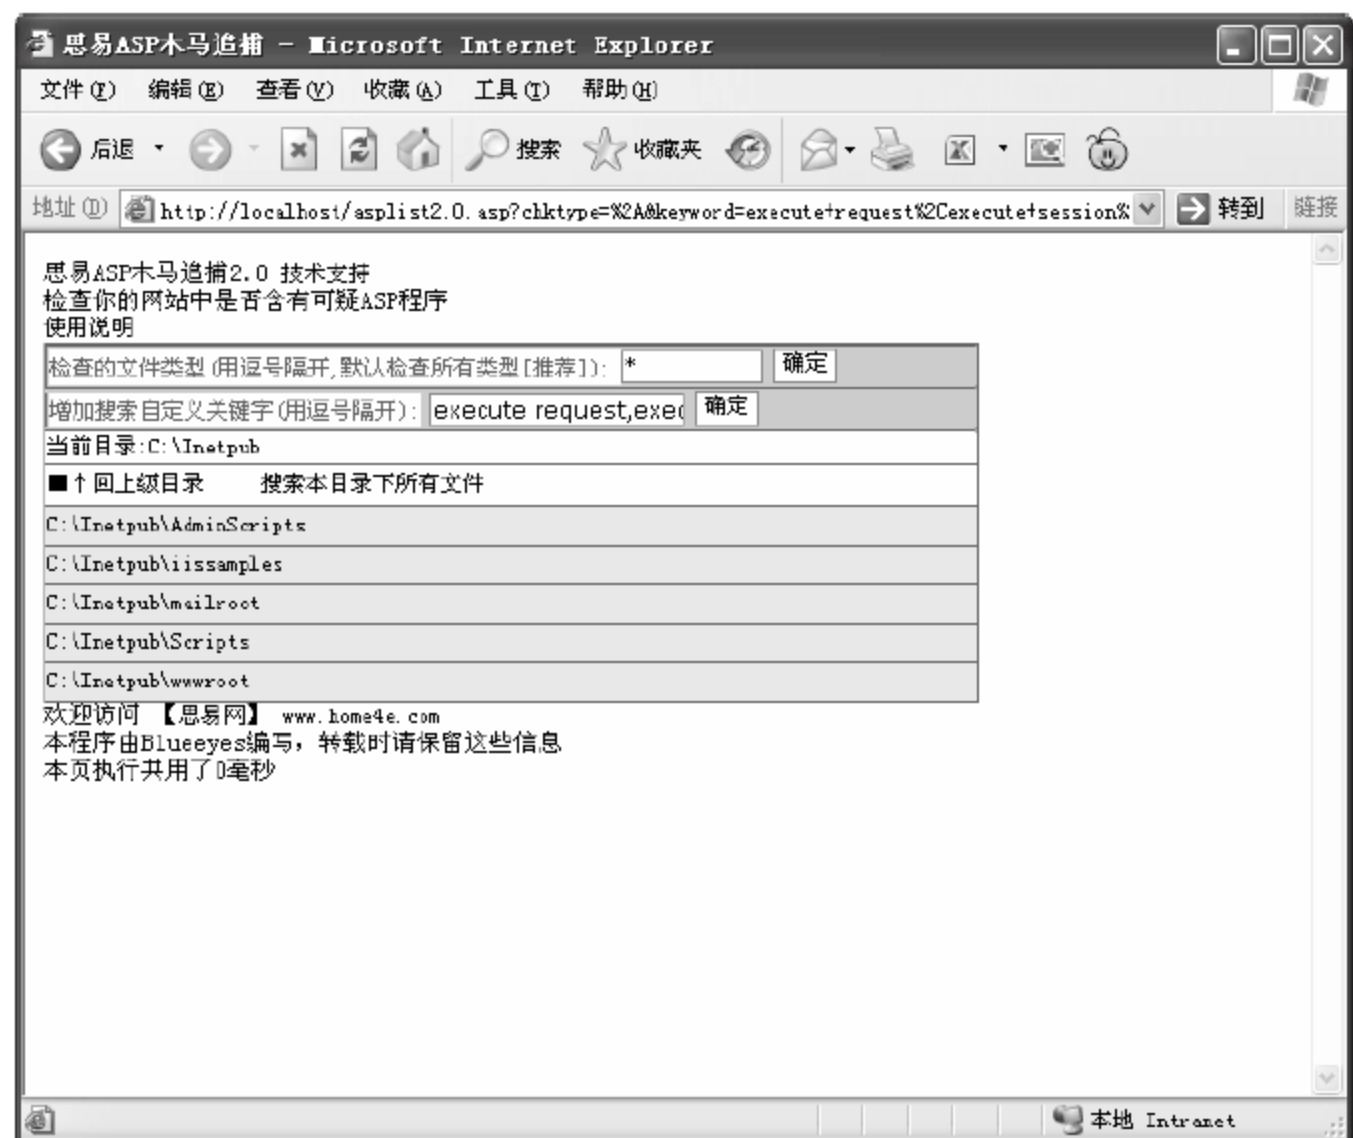 思易ASP木马追捕 - Microsoft Internet Explorer
文件(F) 编辑(E) 查看(V) 收藏(A) 工具(T) 帮助(H)
后退 搜索 收藏夹
地址(D) http://localhost/asplist2.0.asp?chktype=%2A&keyword=execute+request%2Cexecute+session% 转到 链接
思易ASP木马追捕2.0 技术支持
检查你的网站中是否含有可疑ASP程序
使用说明
检查的文件类型(用逗号隔开,默认检查所有类型[推荐]): * 确定
增加搜索自定义关键字(用逗号隔开): execute request,exec 确定
当前目录:C:\Inetpub
■↑回上级目录 搜索本目录下所有文件
C:\Inetpub\AdminScripts
C:\Inetpub\iissamples
C:\Inetpub\mailroot
C:\Inetpub\Scripts
C:\Inetpub\wwwroot
欢迎访问 【思易网】 www.home4e.com
本程序由Blueeyes编写，转载时请保留这些信息
本页执行共用了0毫秒
本地 Intranet